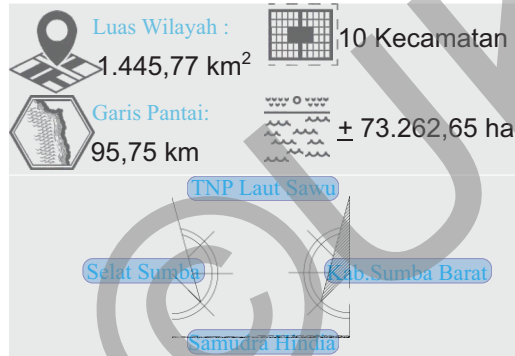 Luas Wilayah :
1.445,77 km²
10 Kecamatan
Garis Pantai:
95,75 km
± 73.262,65 ha
TNP Laut Sawu
Selat Sumba
Kab.Sumba Barat
Samudra Hindia